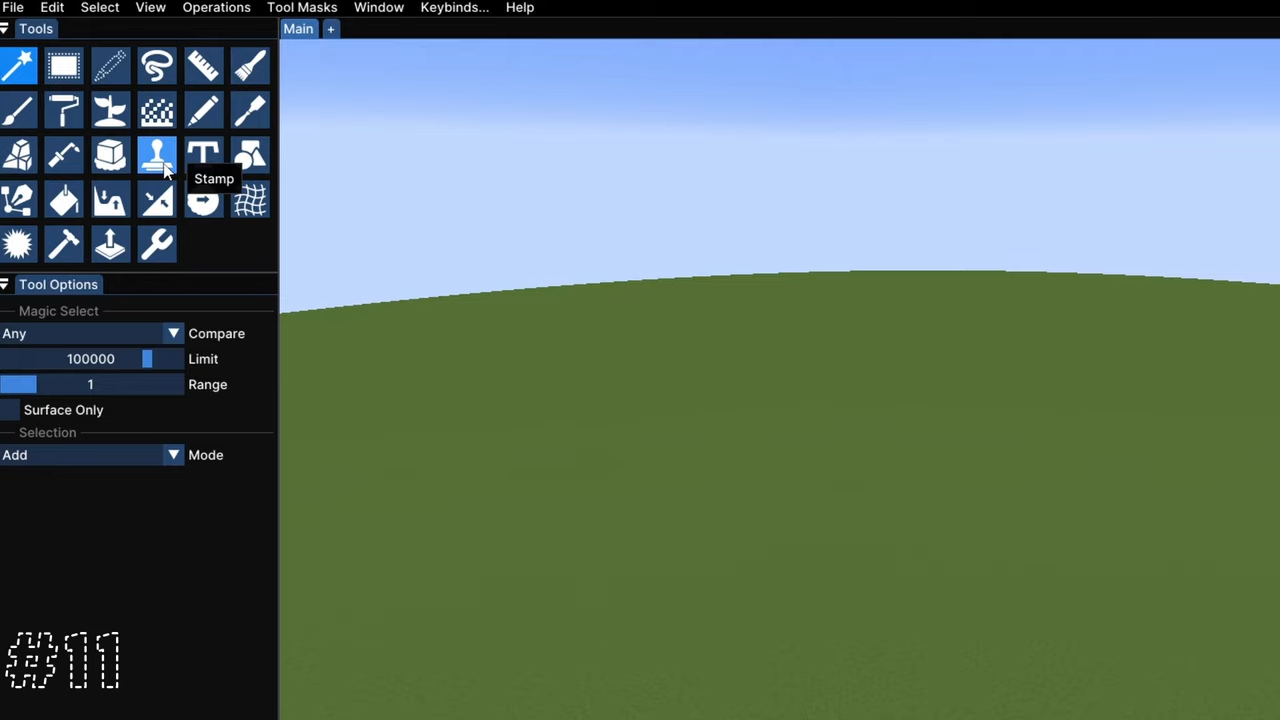 File Edit Select View Operations Tool Masks Window Keybinds... Help
Tools
Main +
Stamp
Tool Options
Magic Select
Any Compare
100000 Limit
1 Range
Surface Only
Selection
Add Mode
#11